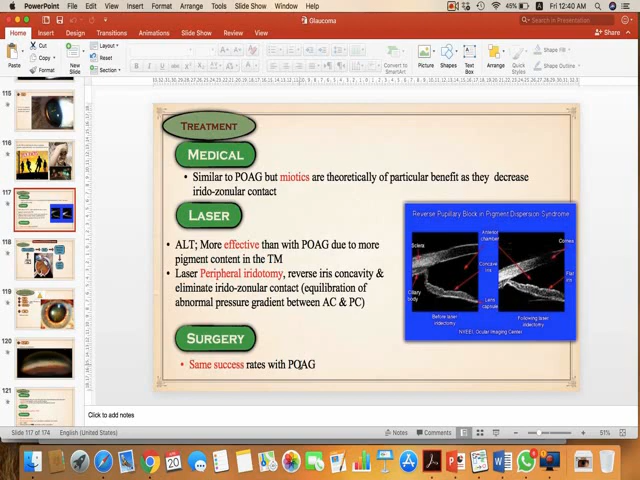 PowerPoint File Edit View Insert Format Arrange Tools Slide Show Window Help
45% Fri 12:40 AM
Glaucoma
Search in Presentation
Home Insert Design Transitions Animations Slide Show Review View
Share
Paste
Cut
Copy
Format
New Slide
Layout
Reset
Section
Convert to SmartArt
Picture
Shapes
Text Box
Arrange
Quick Styles
Shape Fill
Shape Outline
115
116
117
118
119
120
121
TREATMENT
MEDICAL
• Similar to POAG but miotics are theoretically of particular benefit as they decrease
irido-zonular contact
LASER
• ALT; More effective than with POAG due to more
pigment content in the TM
• Laser Peripheral iridotomy, reverse iris concavity &
eliminate irido-zonular contact (equilibration of
abnormal pressure gradient between AC & PC)
SURGERY
• Same success rates with POAG
Reverse Pupillary Block in Pigment Dispersion Syndrome
Sclera
Anterior chamber
Cornea
Concave iris
Flat iris
Ciliary body
Lens capsule
Before laser iridectomy
Following laser iridectomy
NYEEI: Ocular Imaging Center
Click to add notes
Slide 117 of 174
English (United States)
Notes
Comments
51%